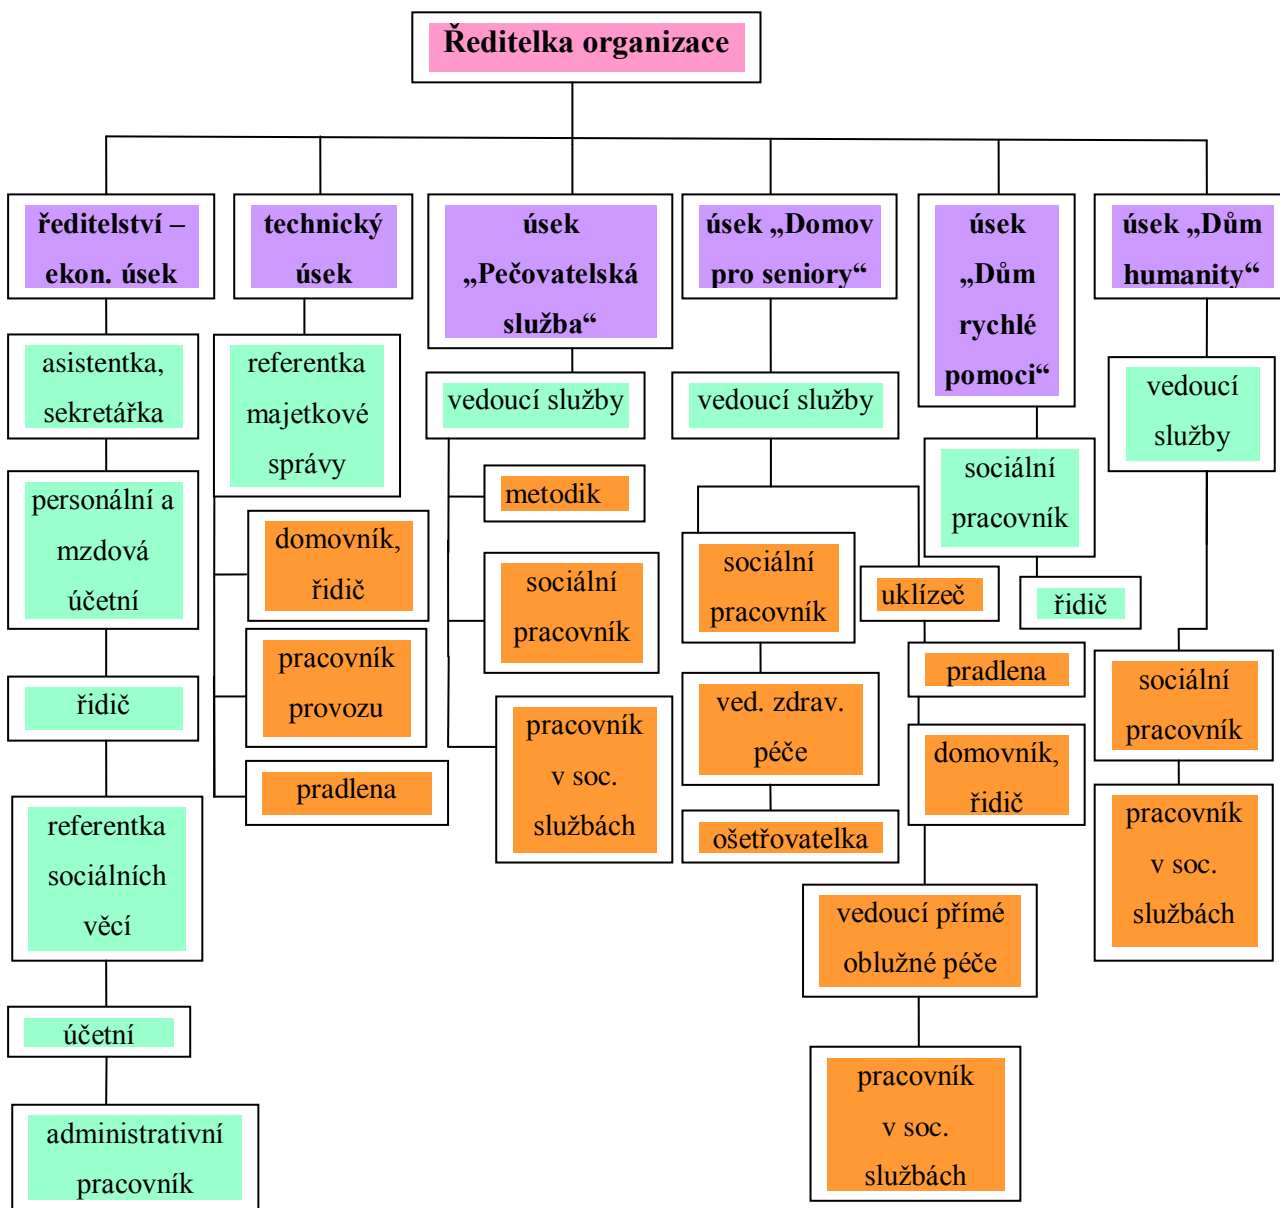 Ředitelka organizace
ředitelství –
ekon. úsek
asistentka,
sekretářka
personální a
mzdová
účetní
řidič
referentka
sociálních
věcí
účetní
administrativní
pracovník
technický
úsek
referentka
majetkové
správy
domovník,
řidič
pracovník
provozu
pradlena
úsek
„Pečovatelská
služba“
vedoucí služby
metodik
sociální
pracovník
pracovník
v soc.
službách
úsek „Domov
pro seniory“
vedoucí služby
sociální
pracovník
ved. zdrav.
péče
ošetřovatelka
uklízeč
pradlena
domovník,
řidič
vedoucí přímé
oblužné péče
pracovník
v soc.
službách
úsek
„Dům
rychlé
pomoci“
sociální
pracovník
řidič
úsek „Dům
humanity“
vedoucí
služby
sociální
pracovník
pracovník
v soc.
službách